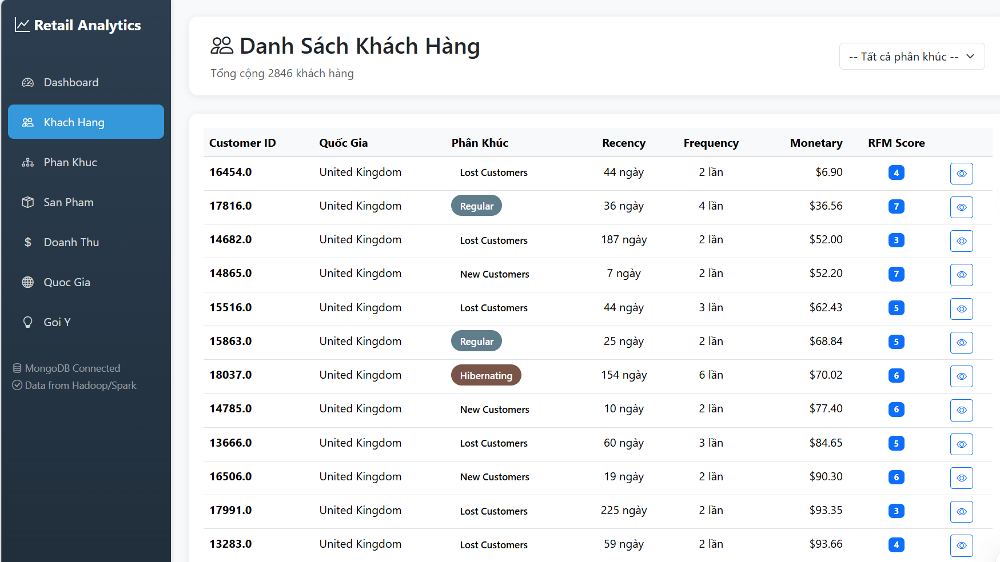 Retail Analytics
Dashboard
Khach Hang
Phan Khuc
San Pham
Doanh Thu
Quoc Gia
Goi Y
MongoDB Connected
Data from Hadoop/Spark
Danh Sách Khách Hàng
Tổng cộng 2846 khách hàng
-- Tất cả phân khúc --
Customer ID Quốc Gia Phân Khúc Recency Frequency Monetary RFM Score
16454.0 United Kingdom Lost Customers 44 ngày 2 lần $6.90 4
17816.0 United Kingdom Regular 36 ngày 4 lần $36.56 7
14682.0 United Kingdom Lost Customers 187 ngày 2 lần $52.00 3
14865.0 United Kingdom New Customers 7 ngày 2 lần $52.20 7
15516.0 United Kingdom Lost Customers 44 ngày 3 lần $62.43 5
15863.0 United Kingdom Regular 25 ngày 2 lần $68.84 5
18037.0 United Kingdom Hibernating 154 ngày 6 lần $70.02 6
14785.0 United Kingdom New Customers 10 ngày 2 lần $77.40 6
13666.0 United Kingdom Lost Customers 60 ngày 3 lần $84.65 5
16506.0 United Kingdom New Customers 19 ngày 2 lần $90.30 6
17991.0 United Kingdom Lost Customers 225 ngày 2 lần $93.35 3
13283.0 United Kingdom Lost Customers 59 ngày 2 lần $93.66 4